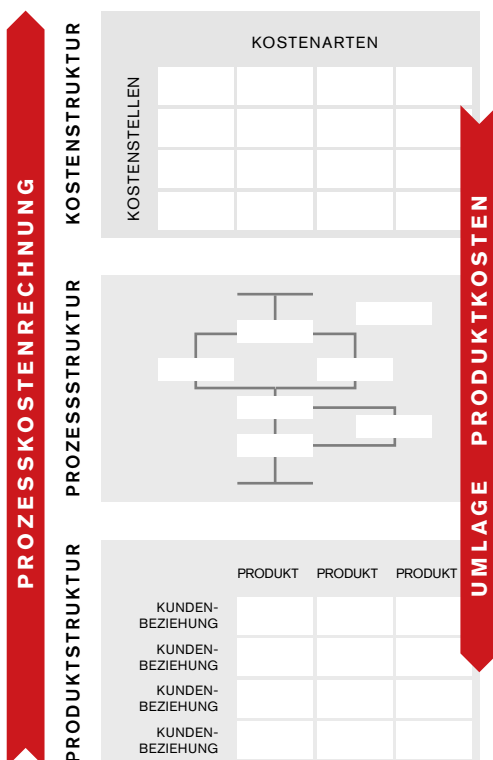 PROZESSKOSTENRECHNUNG
KOSTENSTRUKTUR
KOSTENARTEN
KOSTENSTELLEN
PROZESSSTRUKTUR
UMLAGE PRODUKTKOSTEN
PRODUKTSTRUKTUR
PRODUKT PRODUKT PRODUKT
KUNDEN-
BEZIEHUNG
KUNDEN-
BEZIEHUNG
KUNDEN-
BEZIEHUNG
KUNDEN-
BEZIEHUNG